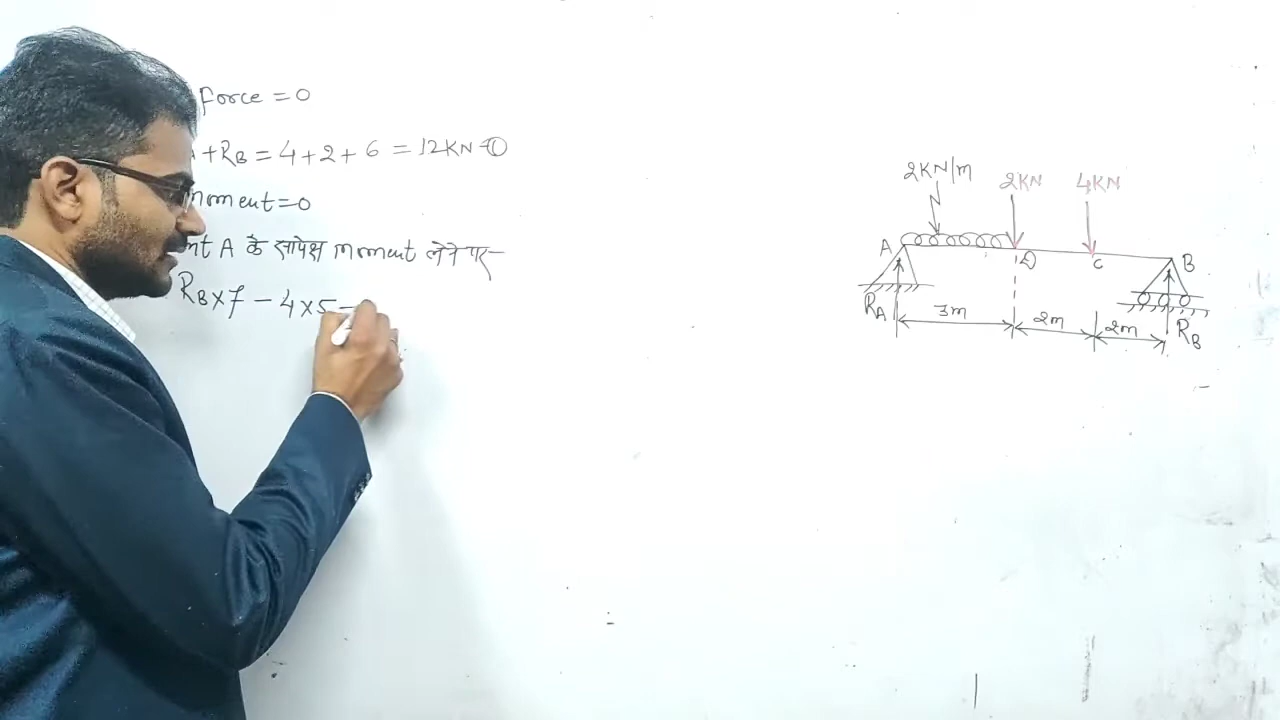 force = 0
+ RB = 4 + 2 + 6 = 12KN -①
moment = 0
nt A के सापेक्ष moment लेने पर-
RB × 7 - 4 × 5 -
2KN/m
2KN
4KN
A
D
C
B
RA
3m
2m
2m
RB